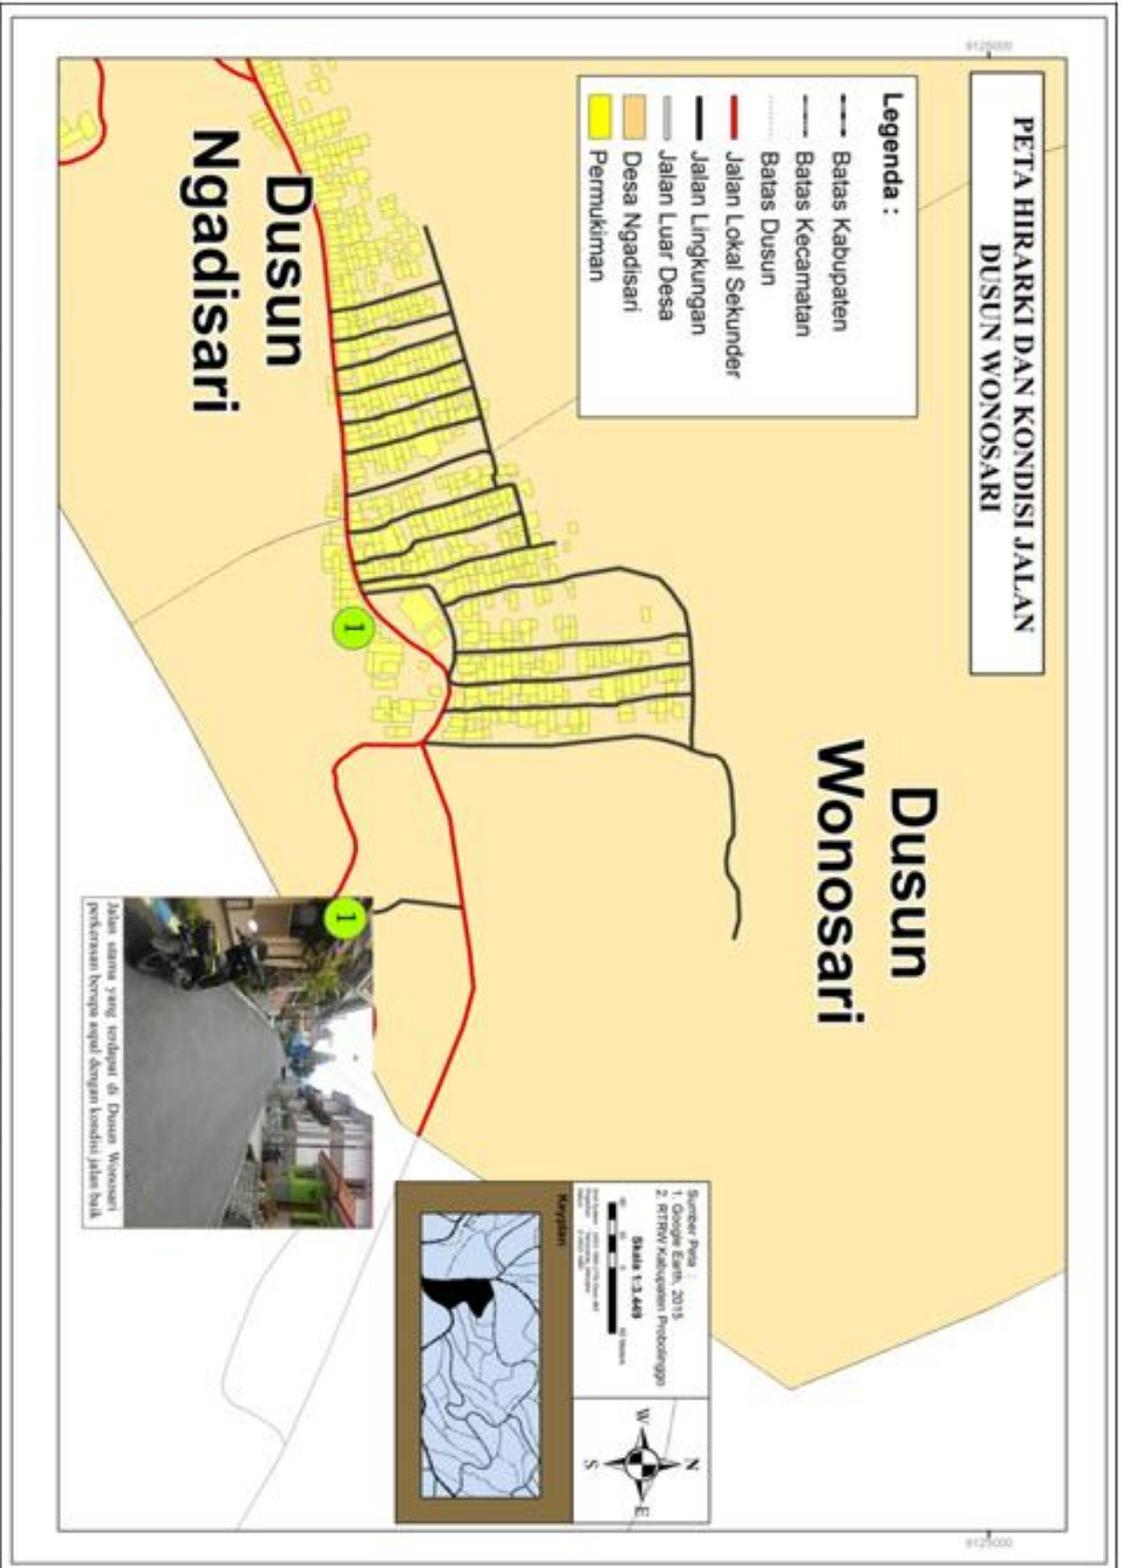 9125000
PETA HIRARKI DAN KONDISI JALAN
DUSUN WONOSARI
Legenda :
Batas Kabupaten
Batas Kecamatan
Batas Dusun
Jalan Lokal Sekunder
Jalan Lingkungan
Jalan Luar Desa
Desa Ngadisari
Permukiman
Dusun
Wonosari
Dusun
Ngadisari
1
1
Jalan utama yang terdapat di Dusun Wonosari
perkerasan berupa aspal dengan kondisi jalan baik
Sumber Peta :
1. Google Earth, 2015
2. RTRW Kabupaten Probolinggo
Skala 1:3.449
Keyplan
N
W
E
S
9125000